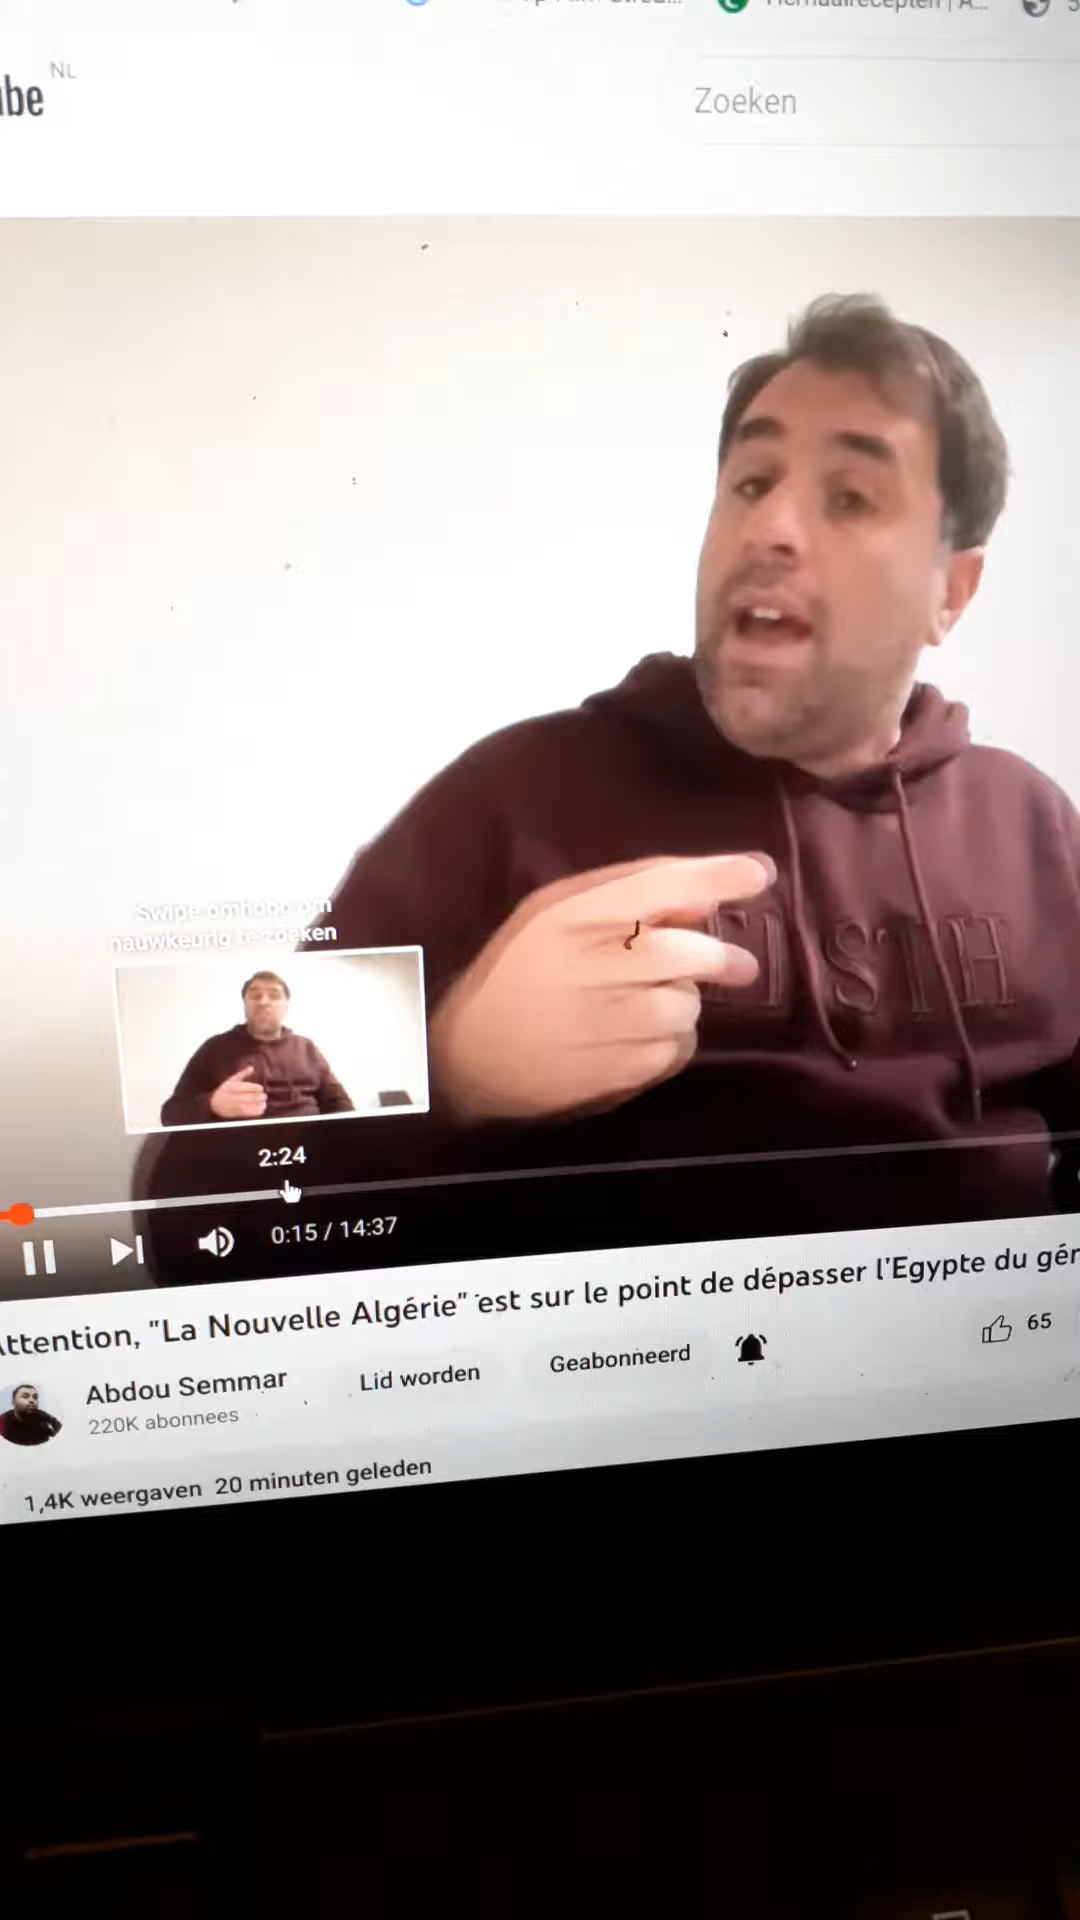 NL
Zoeken
Swipe omhoog om
nauwkeurig te zoeken
2:24
0:15 / 14:37
"La Nouvelle Algérie" est sur le point de dépasser l'Egypte du
Abdou Semmar
220K abonnees
Lid worden
Geabonneerd
65
1,4K weergaven 20 minuten geleden